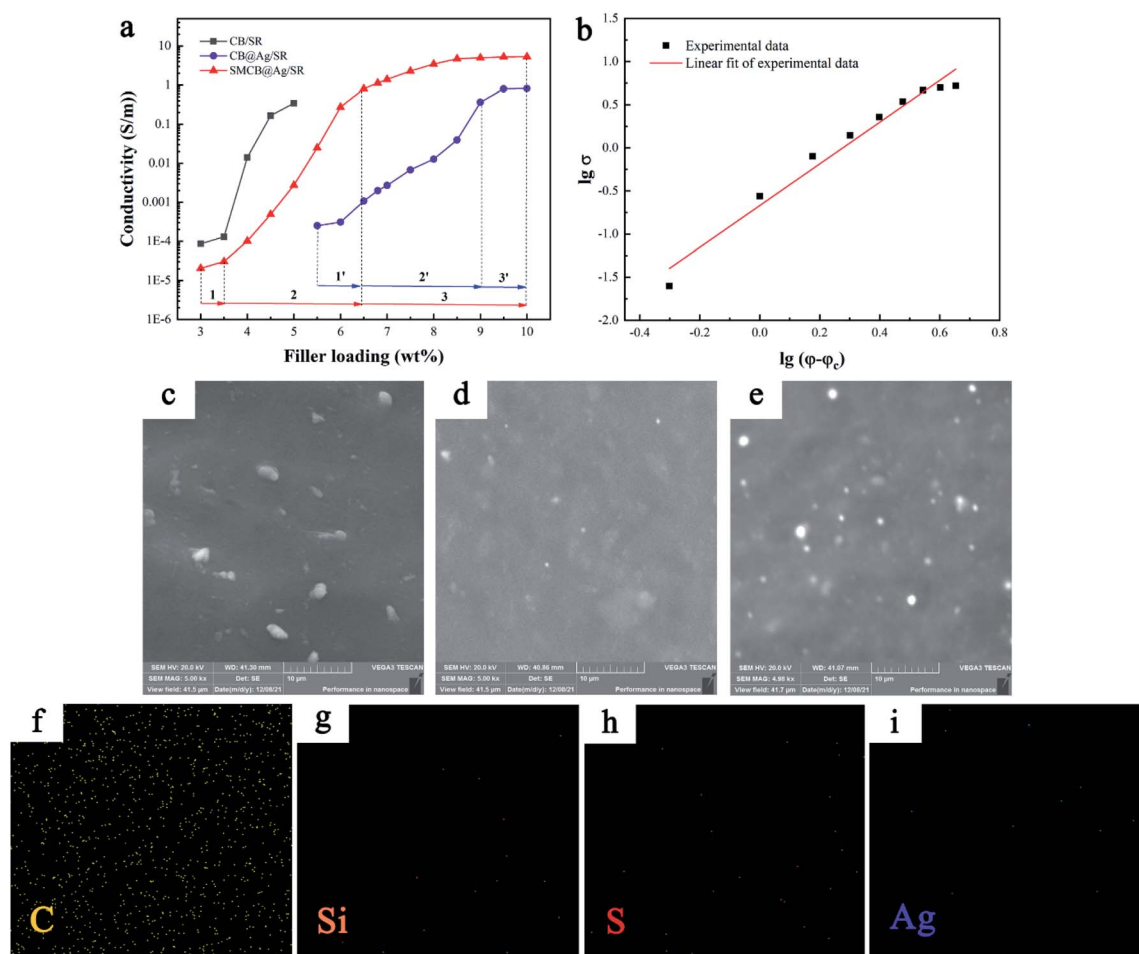 a
CB/SR
CB@Ag/SR
SMCB@Ag/SR
Conductivity (S/m))
10
1
0.1
0.01
0.001
1E-4
1E-5
1E-6
1'
2'
3'
1
2
3
3 4 5 6 7 8 9 10
Filler loading (wt%)
b
Experimental data
Linear fit of experimental data
lg σ
1.5
1.0
0.5
0.0
-0.5
-1.0
-1.5
-2.0
-0.4 -0.2 0.0 0.2 0.4 0.6 0.8
lg (φ-φc)
c
SEM HV: 20.0 kV WD: 41.30 mm VEGA3 TESCAN
SEM MAG: 5.00 kx Det: SE 10 µm
View field: 41.5 µm Date(m/d/y): 12/08/21 Performance in nanospace
d
SEM HV: 20.0 kV WD: 40.86 mm VEGA3 TESCAN
SEM MAG: 5.00 kx Det: SE 10 µm
View field: 41.5 µm Date(m/d/y): 12/08/21 Performance in nanospace
e
SEM HV: 20.0 kV WD: 41.07 mm VEGA3 TESCAN
SEM MAG: 4.98 kx Det: SE 10 µm
View field: 41.7 µm Date(m/d/y): 12/08/21 Performance in nanospace
f
C
g
Si
h
S
i
Ag